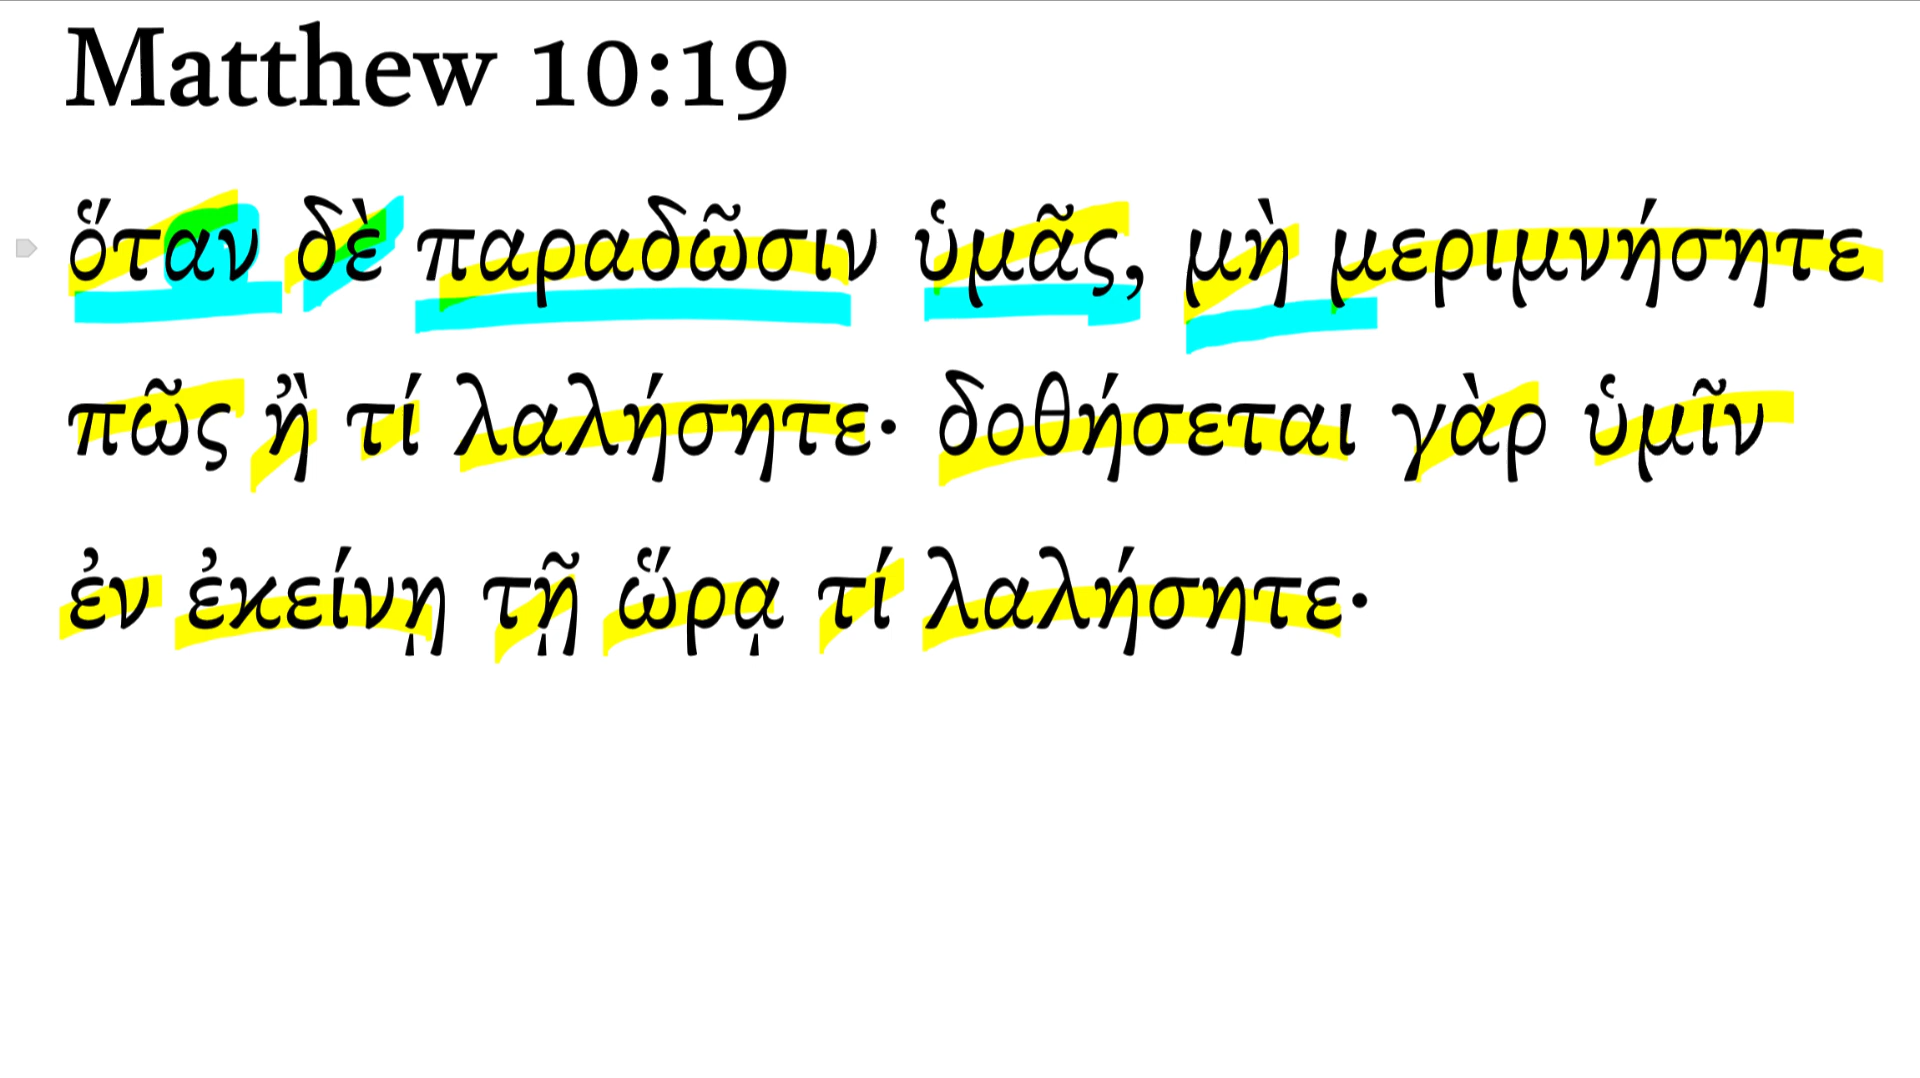 Matthew 10:19
ὅταν δὲ παραδῶσιν ὑμᾶς, μὴ μεριμνήσητε
πῶς ἢ τί λαλήσητε· δοθήσεται γὰρ ὑμῖν
ἐν ἐκείνῃ τῇ ὥρᾳ τί λαλήσητε·